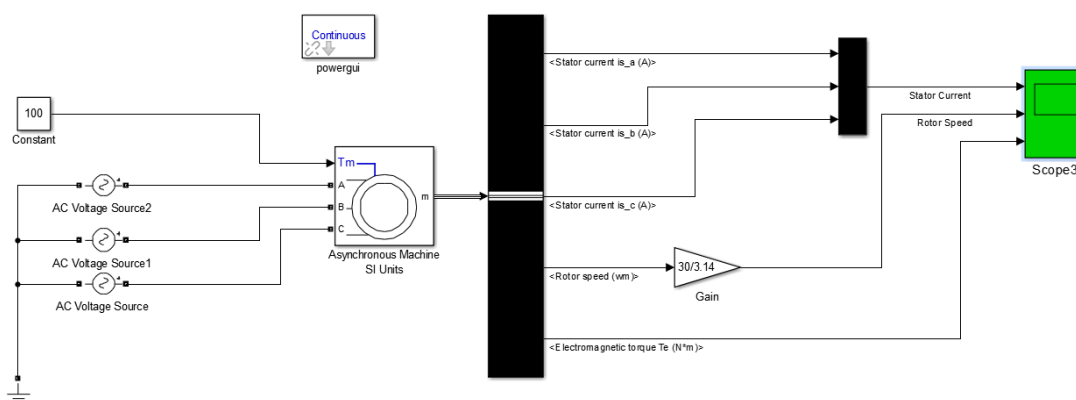 Continuous
powergui
100
Constant
Tm
A
B
C
m
Asynchronous Machine
SI Units
AC Voltage Source2
AC Voltage Source1
AC Voltage Source
<Stator current is_a (A)>
<Stator current is_b (A)>
<Stator current is_c (A)>
<Rotor speed (wm)>
<Electromagnetic torque Te (N*m)>
30/3.14
Gain
Stator Current
Rotor Speed
Scope3